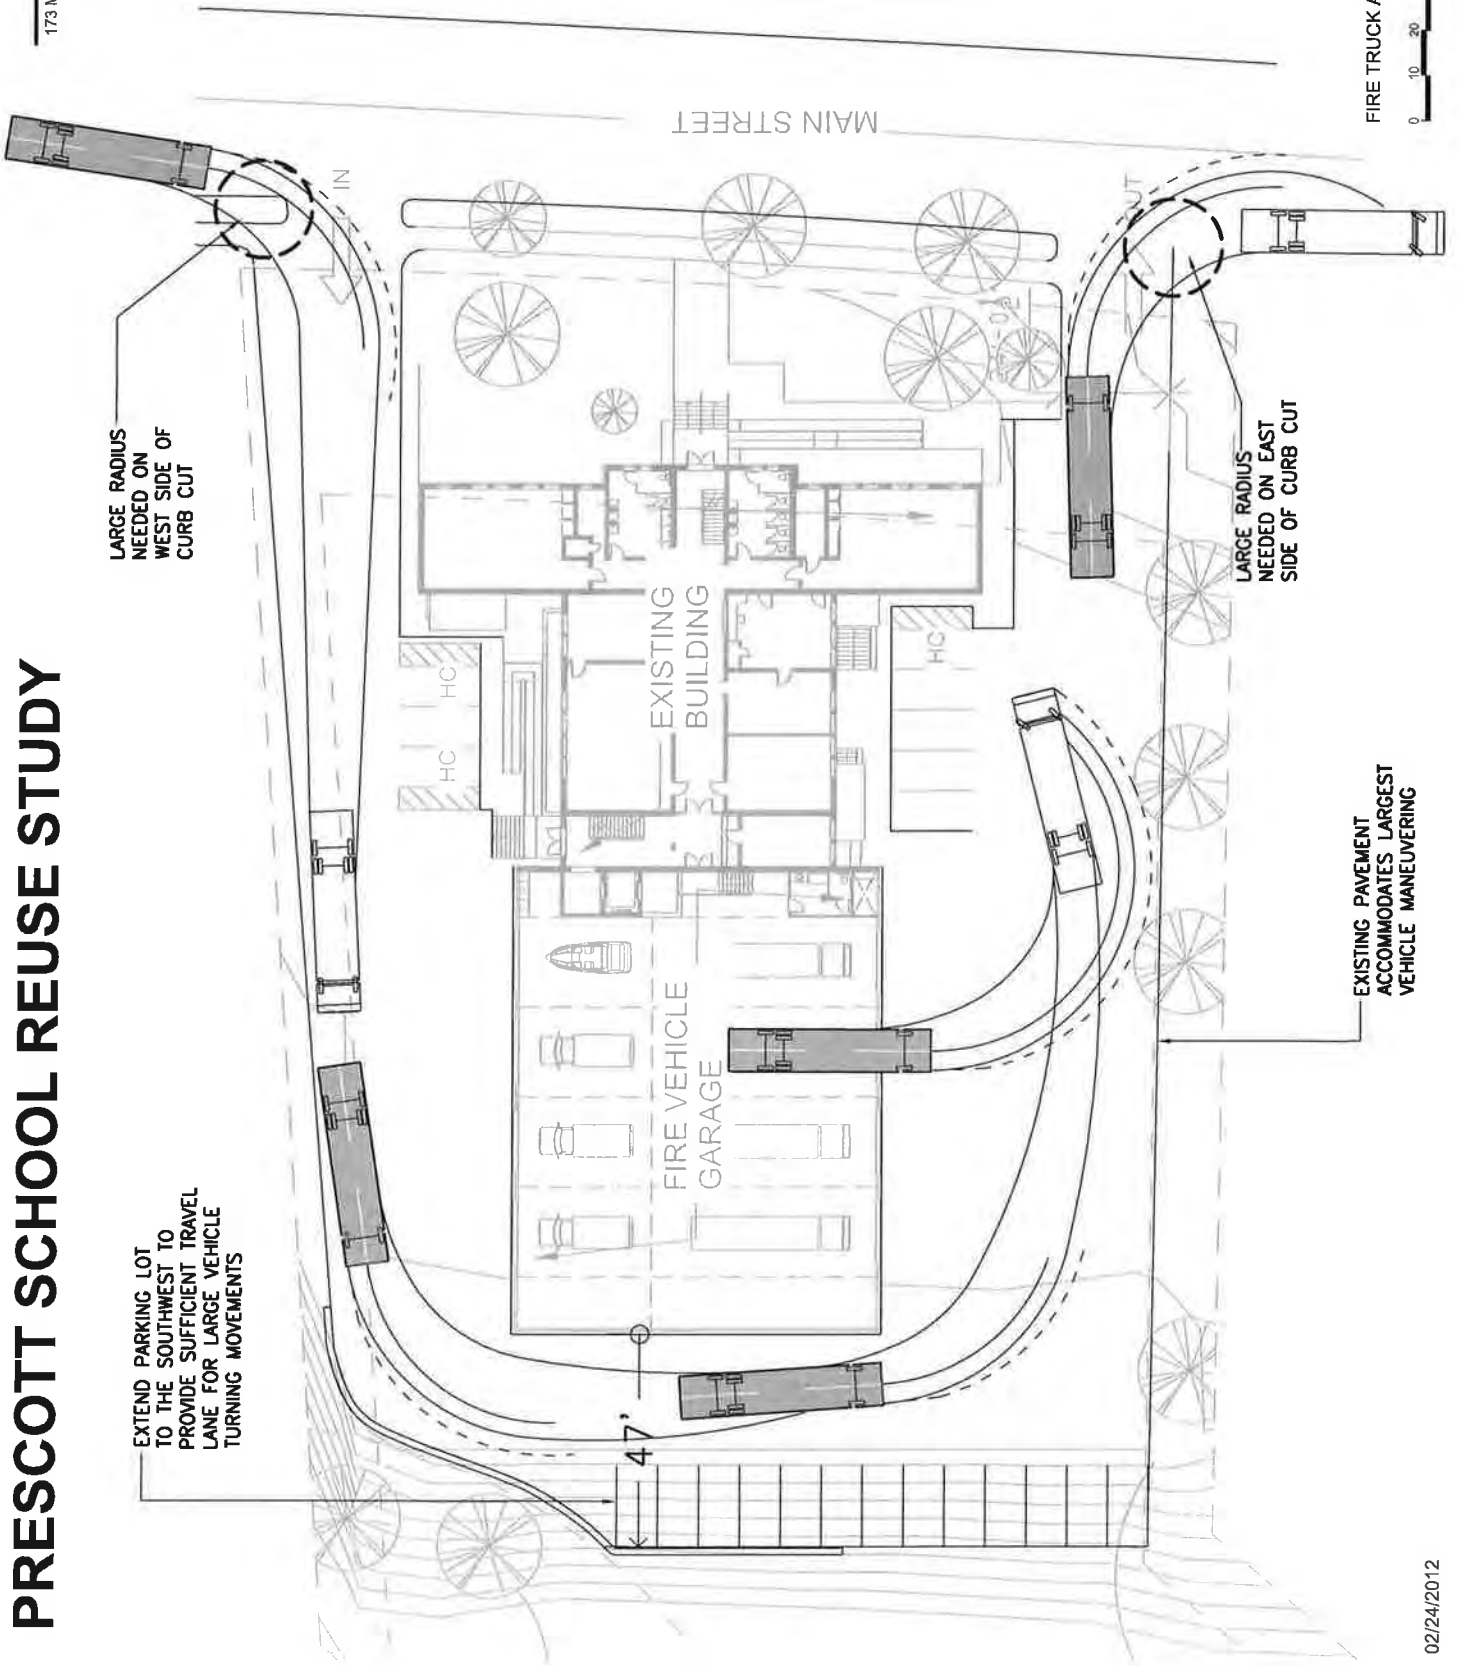 PRESCOTT SCHOOL REUSE STUDY
173 M
EXTEND PARKING LOT
TO THE SOUTHWEST TO
PROVIDE SUFFICIENT TRAVEL
LANE FOR LARGE VEHICLE
TURNING MOVEMENTS
LARGE RADIUS
NEEDED ON
WEST SIDE OF
CURB CUT
IN
HC
HC
EXISTING
BUILDING
FIRE VEHICLE
GARAGE
47'
MAIN STREET
HC
OUT
LARGE RADIUS
NEEDED ON EAST
SIDE OF CURB CUT
EXISTING PAVEMENT
ACCOMMODATES LARGEST
VEHICLE MANEUVERING
02/24/2012
FIRE TRUCK A
0 10 20